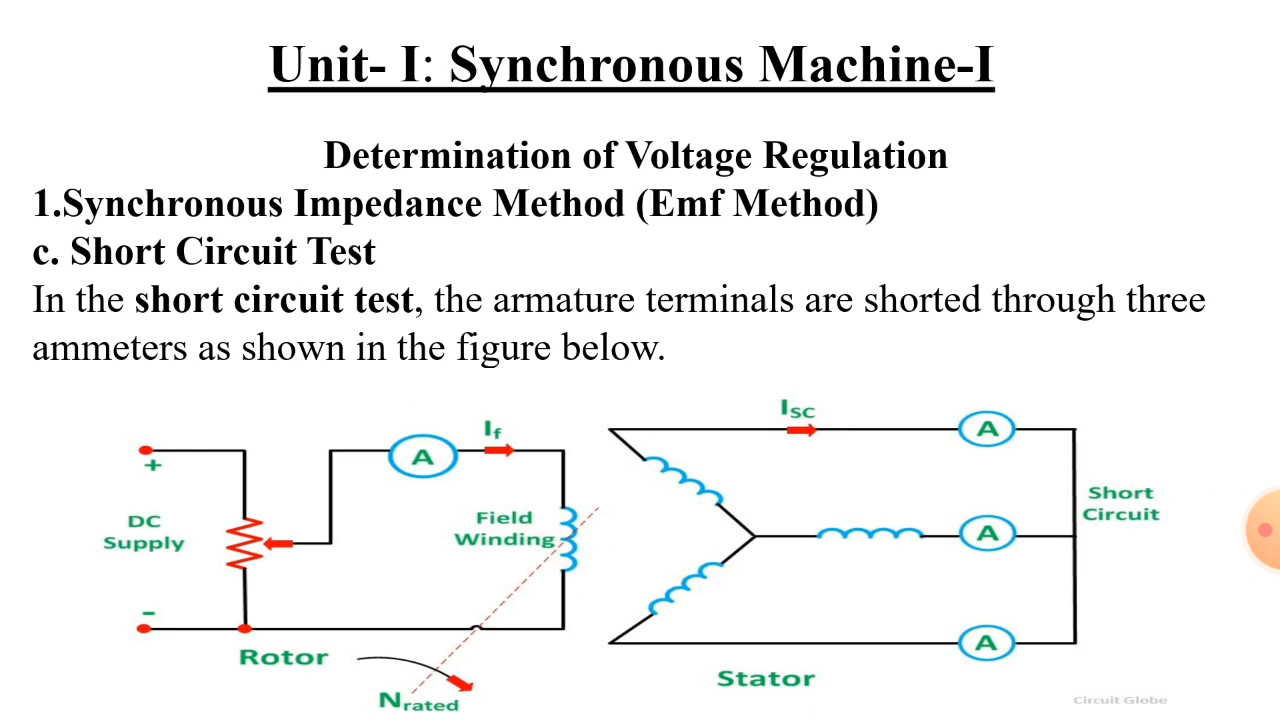 Unit- I: Synchronous Machine-I
Determination of Voltage Regulation
1.Synchronous Impedance Method (Emf Method)
c. Short Circuit Test
In the short circuit test, the armature terminals are shorted through three
ammeters as shown in the figure below.
+
DC
Supply
-
A
If
Field
Winding
Rotor
Nrated
ISC
A
A
A
Short
Circuit
Stator
Circuit Globe